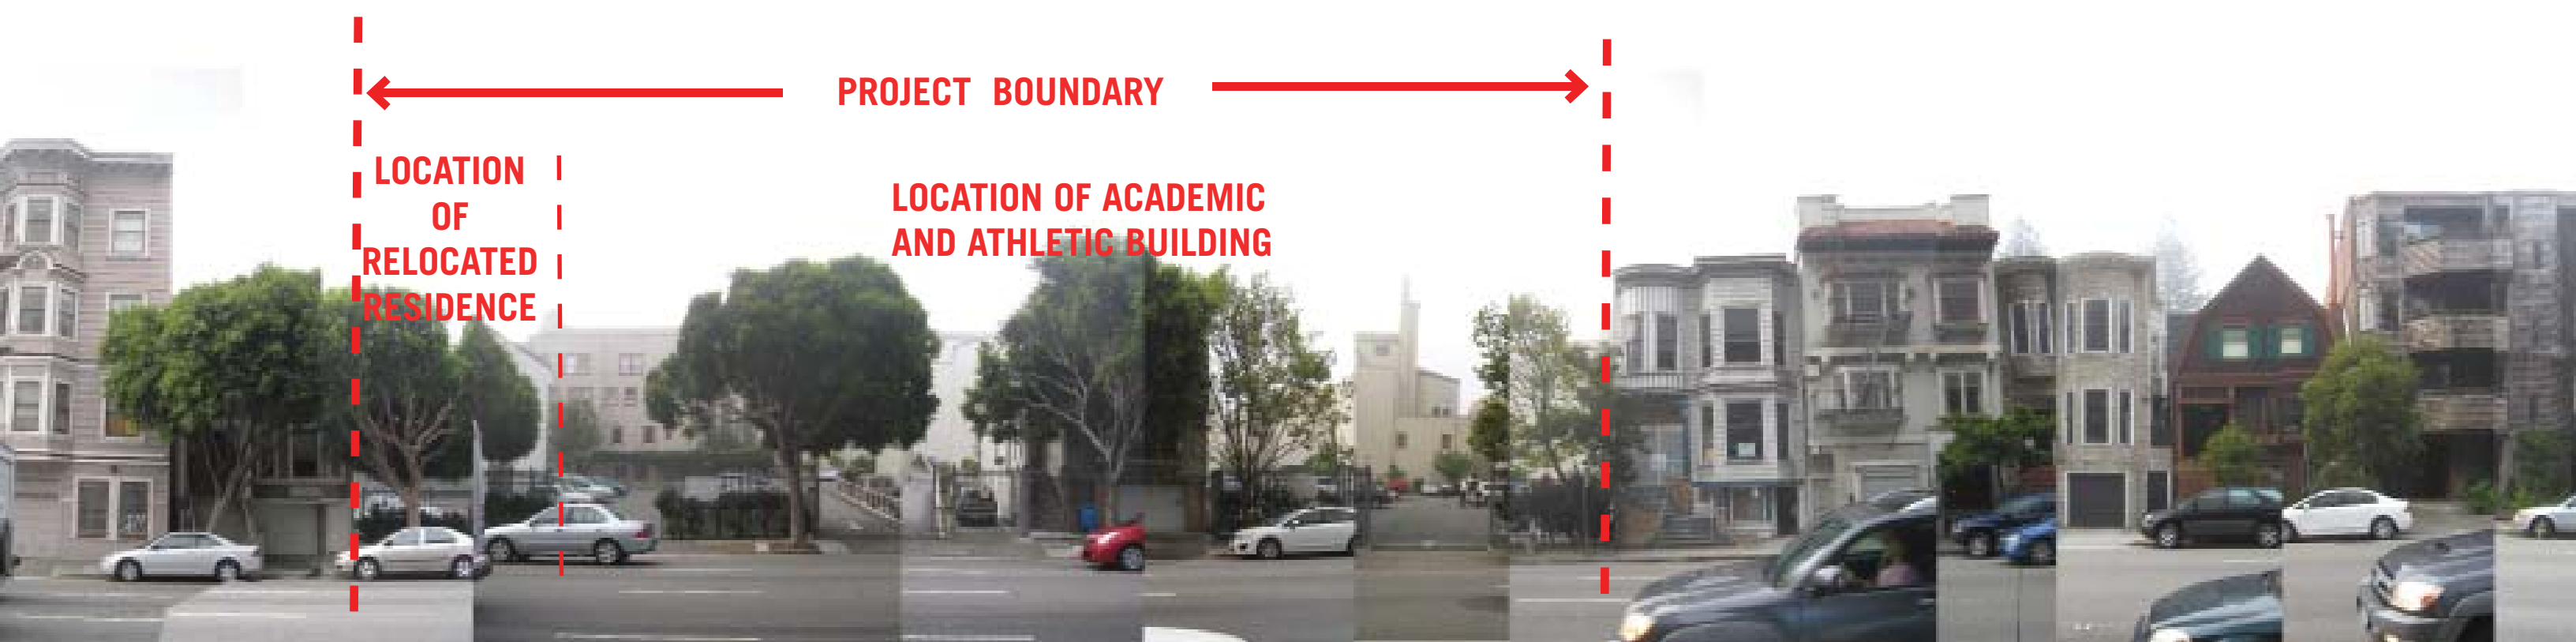 PROJECT BOUNDARY
LOCATION
OF
RELOCATED
RESIDENCE
LOCATION OF ACADEMIC
AND ATHLETIC BUILDING